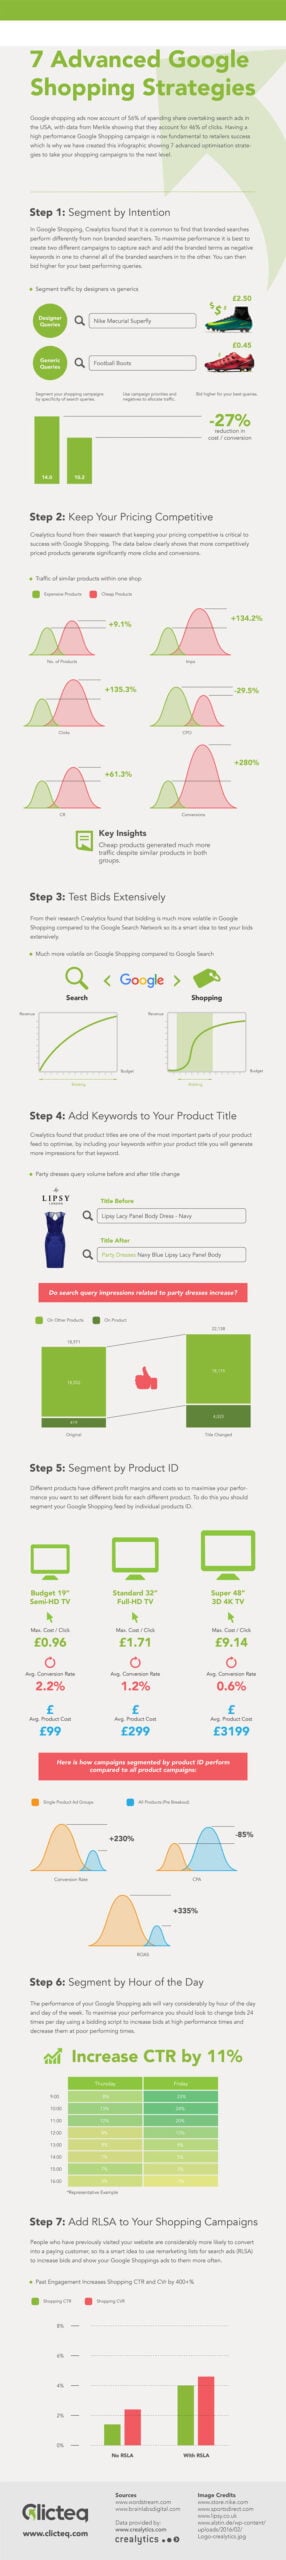 7 Advanced Google
Shopping Strategies
Google shopping ads now account of 56% of spending share overtaking search ads in
the USA, with data from Merkle showing that they account for 46% of clicks. Having a
high performance Google Shopping campaign is now fundamental to retailers success
which is why we have created this infographic showing 7 advanced optimisation strate-
gies to take your shopping campaigns to the next level.
Step 1: Segment by Intention
In Google Shopping, Crealytics found that it is common to find that branded searches
perform differently from non branded searches. To maximise performance it is best to
create two different campaigns to capture each and add the branded terms as negative
keywords in one to channel all of the branded searchers in to the other. You can then
bid higher for your best performing queries.
Segment traffic by designers vs generics
£2.50
Designer
Queries
Nike Mecurial Superfly
£0.45
Generic
Queries
Football Boots
Segment your shopping campaigns
by specificity of search queries.
Use campaign priorities and
negatives to allocate traffic.
Bid higher for your best queries.
-27%
reduction in
cost / conversion
14.0
10.2
Step 2: Keep Your Pricing Competitive
Crealytics found from their research that keeping your pricing competitive is critical to
success with Google Shopping. The data below clearly shows that more competitively
priced products generate significantly more clicks and conversions.
Traffic of similar products within one shop
Expensive Products
Cheap Products
+9.1%
+134.2%
No. of Products
Imps
+135.3%
-29.5%
Clicks
CPO
+61.3%
+280%
CR
Conversions
Key Insights
Cheap products generated much more
traffic despite similar products in both
groups.
Step 3: Test Bids Extensively
From their research Crealytics found that bidding is much more volatile in Google
Shopping compared to the Google Search Network so its a smart idea to test your bids
extensively.
Much more volatile on Google Shopping compared to Google Search
< Google >
Search
Shopping
Revenue
Revenue
Budget
Budget
Bidding
Bidding
Step 4: Add Keywords to Your Product Title
Crealytics found that product titles are one of the most important parts of your product
feed to optimise, by including your keywords within your product title you will generate
more impressions for that keyword.
Party dresses query volume before and after title change
LIPSY
LONDON
Title Before
Lipsy Lacy Panel Body Dress - Navy
Title After
Party Dresses Navy Blue Lipsy Lacy Panel Body
Do search query impressions related to party dresses increase?
On Other Products
On Product
22,138
Original
Title Changed
Step 5: Segment by Product ID
Different products have different profit margins and costs so to maximise your perfor-
mance you want to set different bids for each different product. To do this you should
segment your Google Shopping feed by individual products ID.
Budget 19"
Semi-HD TV
Standard 32"
Full-HD TV
Super 48"
3D 4K TV
Max. Cost / Click
Max. Cost / Click
Max. Cost / Click
£0.96
£1.71
£9.14
Avg. Conversion Rate
Avg. Conversion Rate
Avg. Conversion Rate
2.2%
1.2%
0.6%
£
£
£
Avg. Product Cost
Avg. Product Cost
Avg. Product Cost
£99
£299
£3199
Here is how campaigns segmented by product ID perform
compared to all product campaigns:
Single Product Ad Groups
All Products (Pre Breakout)
+230%
-85%
Conversion Rate
CPA
+335%
ROAS
Step 6: Segment by Hour of the Day
The performance of your Google Shopping ads will vary considerably by hour of the day
and day of the week. To maximise your performance you should look to change bids 24
times per day using a bidding script to increase bids at high performance times and
decrease them at poor performing times.
Increase CTR by 11%
Thursday
Friday
9:00
10:00
11:00
12:00
13:00
14:00
15:00
16:00
*Representative Example
Step 7: Add RLSA to Your Shopping Campaigns
People who have previously visited your website are considerably more likely to convert
into a paying customer, so its a smart idea to use remarketing lists for search ads (RLSA)
to increase bids and show your Google Shoppings ads to them more often.
Past Engagement Increases Shopping CTR and CVr by 400+%
Shopping CTR
Shopping CVR
8%
6%
4%
2%
0%
No RSLA
With RSLA
Clicteq
www.clicteq.com
Sources
www.wordstream.com
www.brainlabsdigital.com
Data provided by:
www.crealytics.com
crealytics
Image Credits
www.store.nike.com
www.sportsdirect.com
www.lipsy.co.uk
www.alstin.de/wp-content/
uploads/2016/02/
Logo-crealytics.jpg